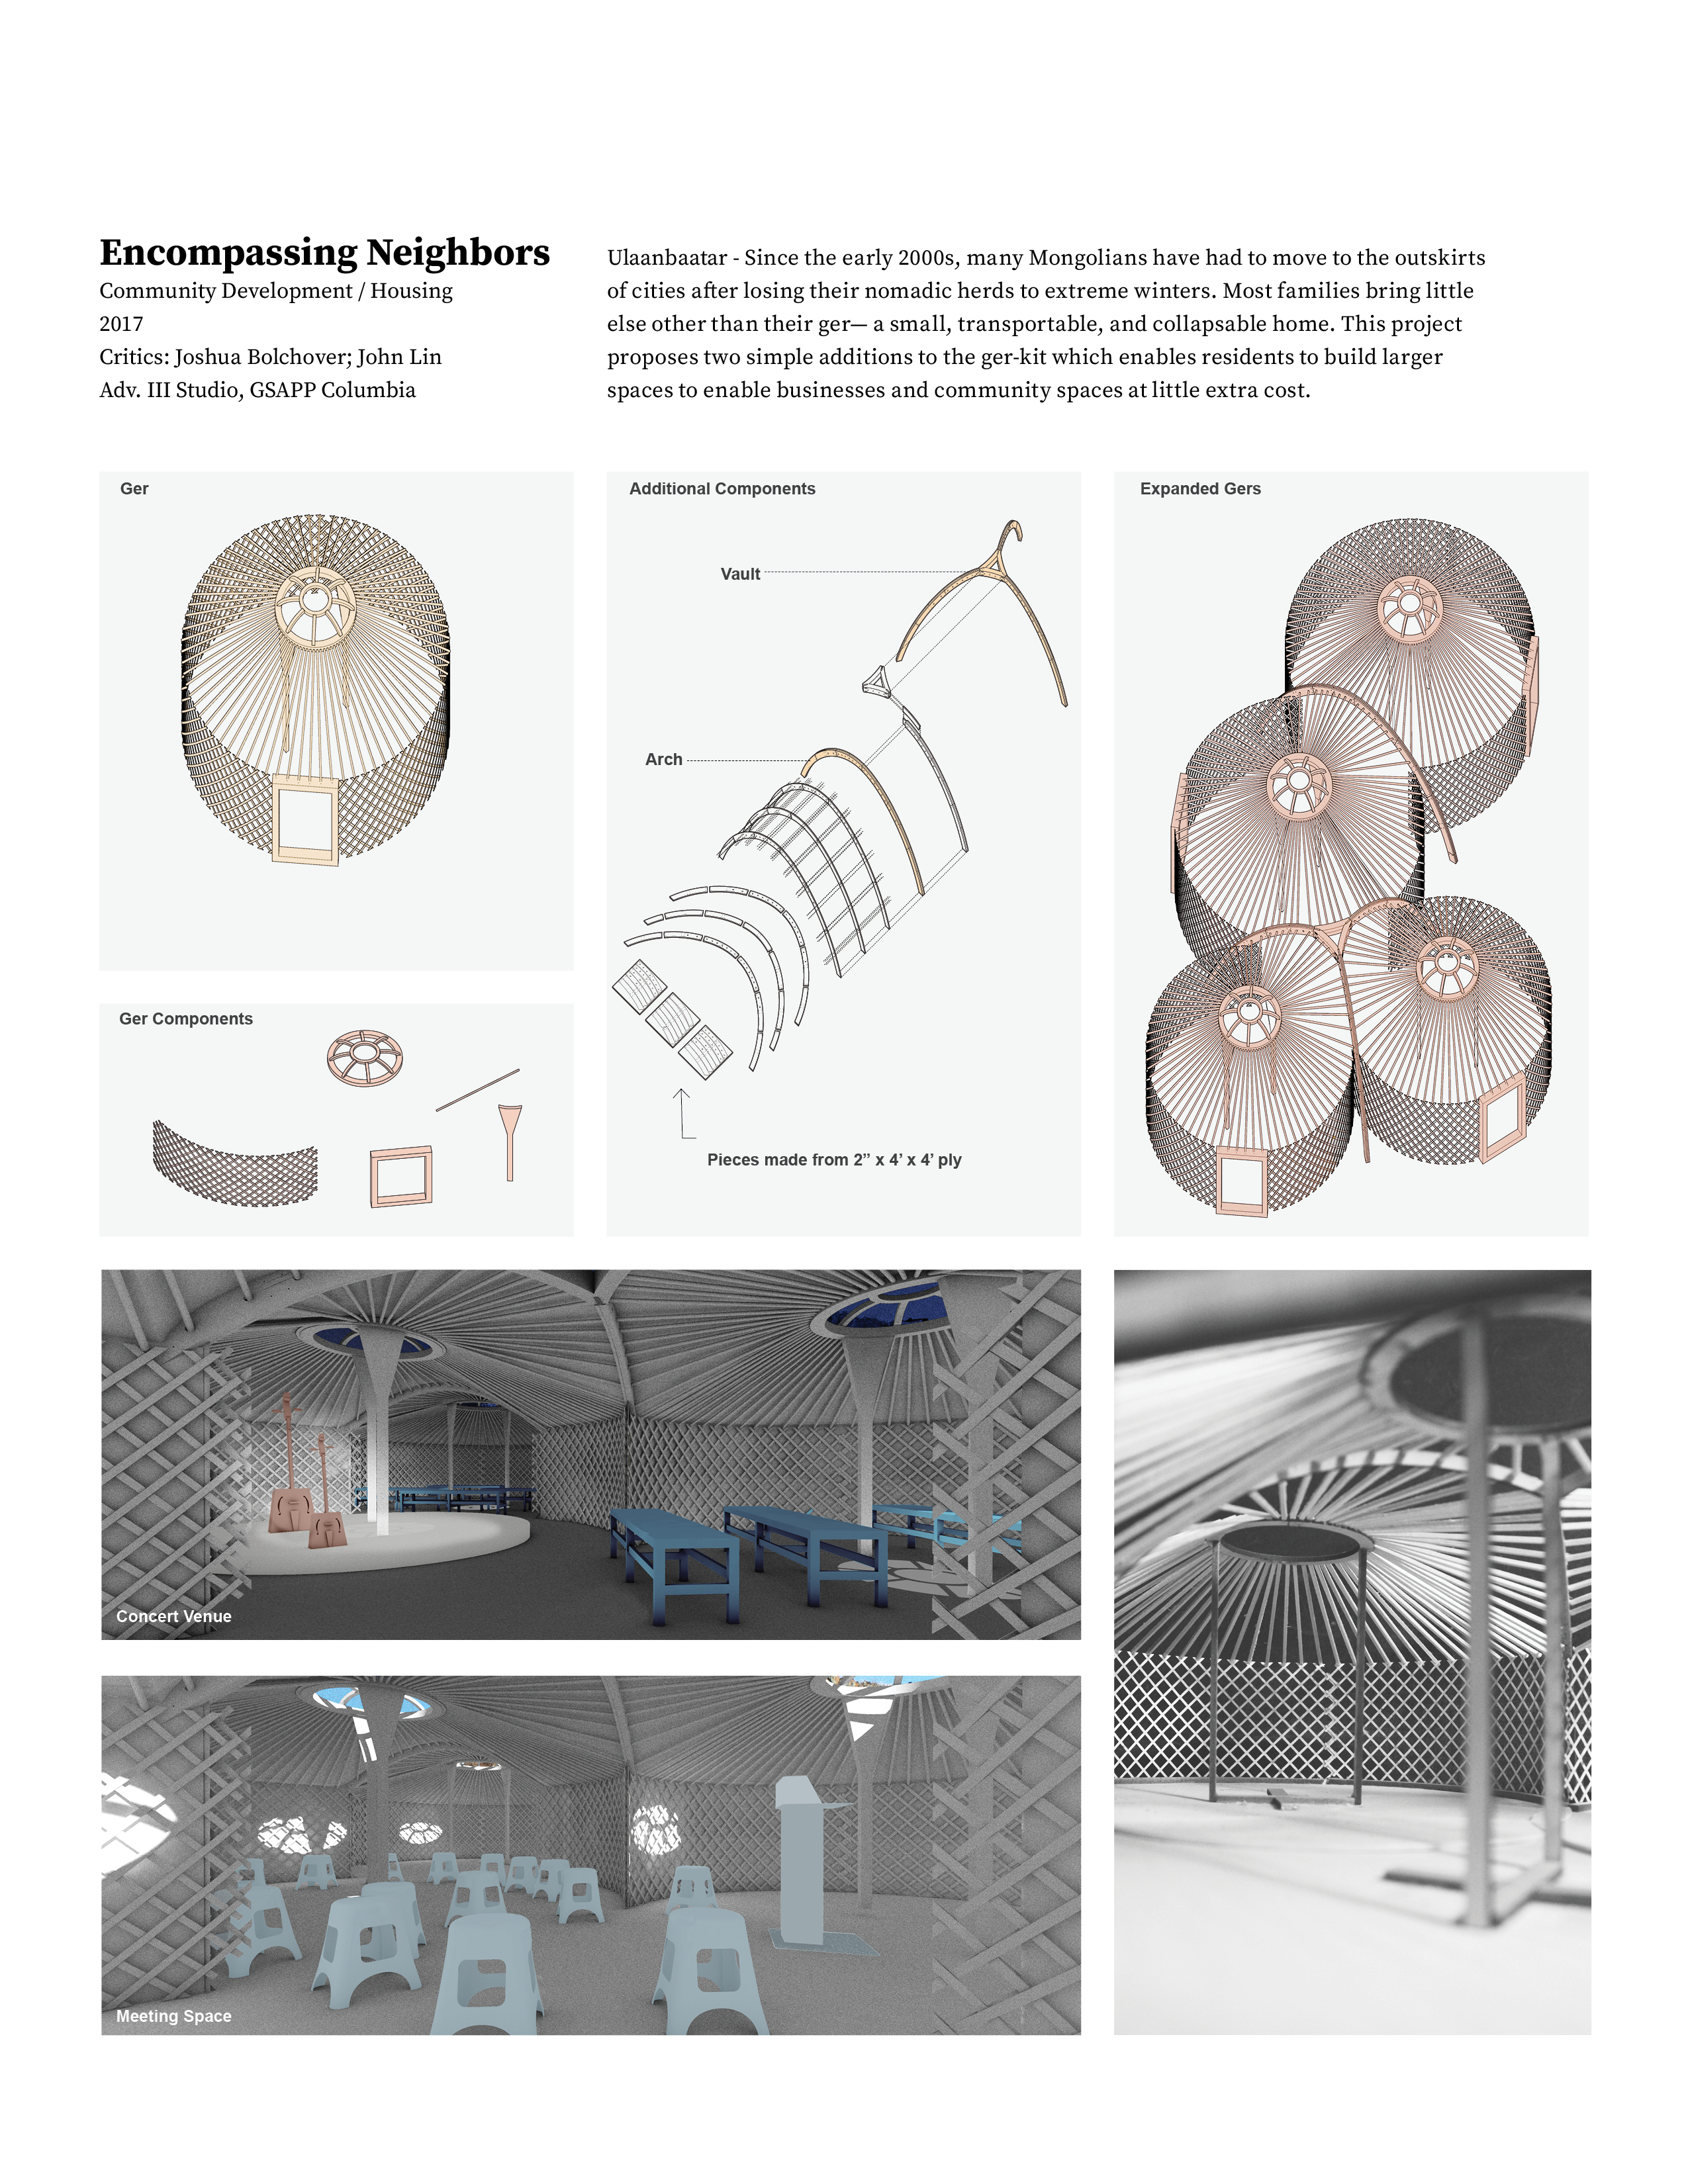 Encompassing Neighbors
Community Development / Housing
2017
Critics: Joshua Bolchover; John Lin
Adv. III Studio, GSAPP Columbia
Ulaanbaatar - Since the early 2000s, many Mongolians have had to move to the outskirts
of cities after losing their nomadic herds to extreme winters. Most families bring little
else other than their ger— a small, transportable, and collapsable home. This project
proposes two simple additions to the ger-kit which enables residents to build larger
spaces to enable businesses and community spaces at little extra cost.
Ger
Ger Components
Additional Components
Vault
Arch
Pieces made from 2” x 4’ x 4’ ply
Expanded Gers
Concert Venue
Meeting Space